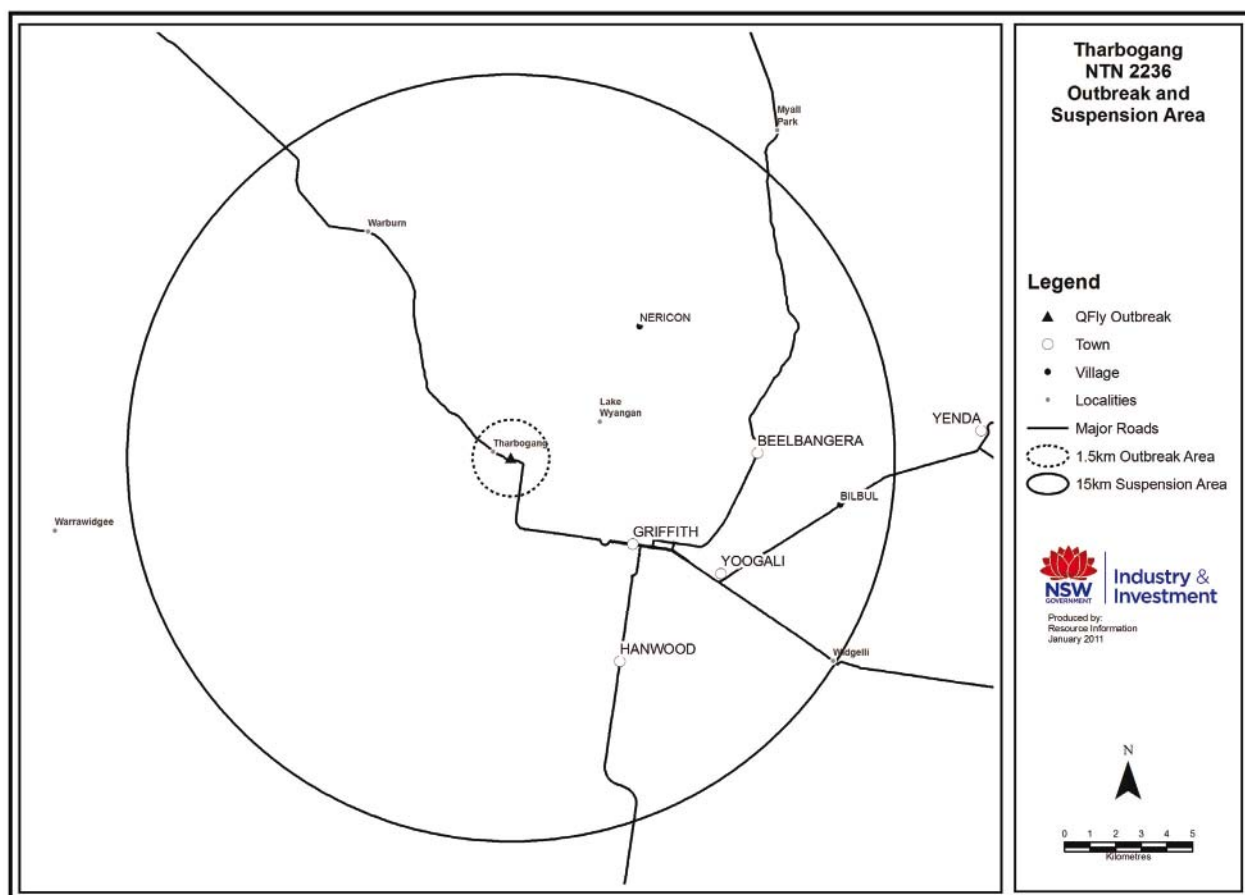 Tharbogang
NTN 2236
Outbreak and
Suspension Area
Myall
Park
Warburn
NERICON
Lake
Wyangan
Tharbogang
BEELBANGERA
YENDA
BILBUL
Warrawidgee
GRIFFITH
YOOGALI
HANWOOD
Widgelli
Legend
QFly Outbreak
Town
Village
Localities
Major Roads
1.5km Outbreak Area
15km Suspension Area
NSW
GOVERNMENT
Industry &
Investment
Produced by:
Resource Information
January 2011
N
0 1 2 3 4 5
Kilometres